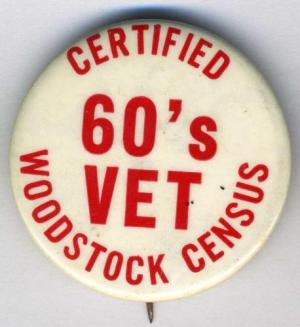 CERTIFIED
60's
VET
WOODSTOCK CENSUS